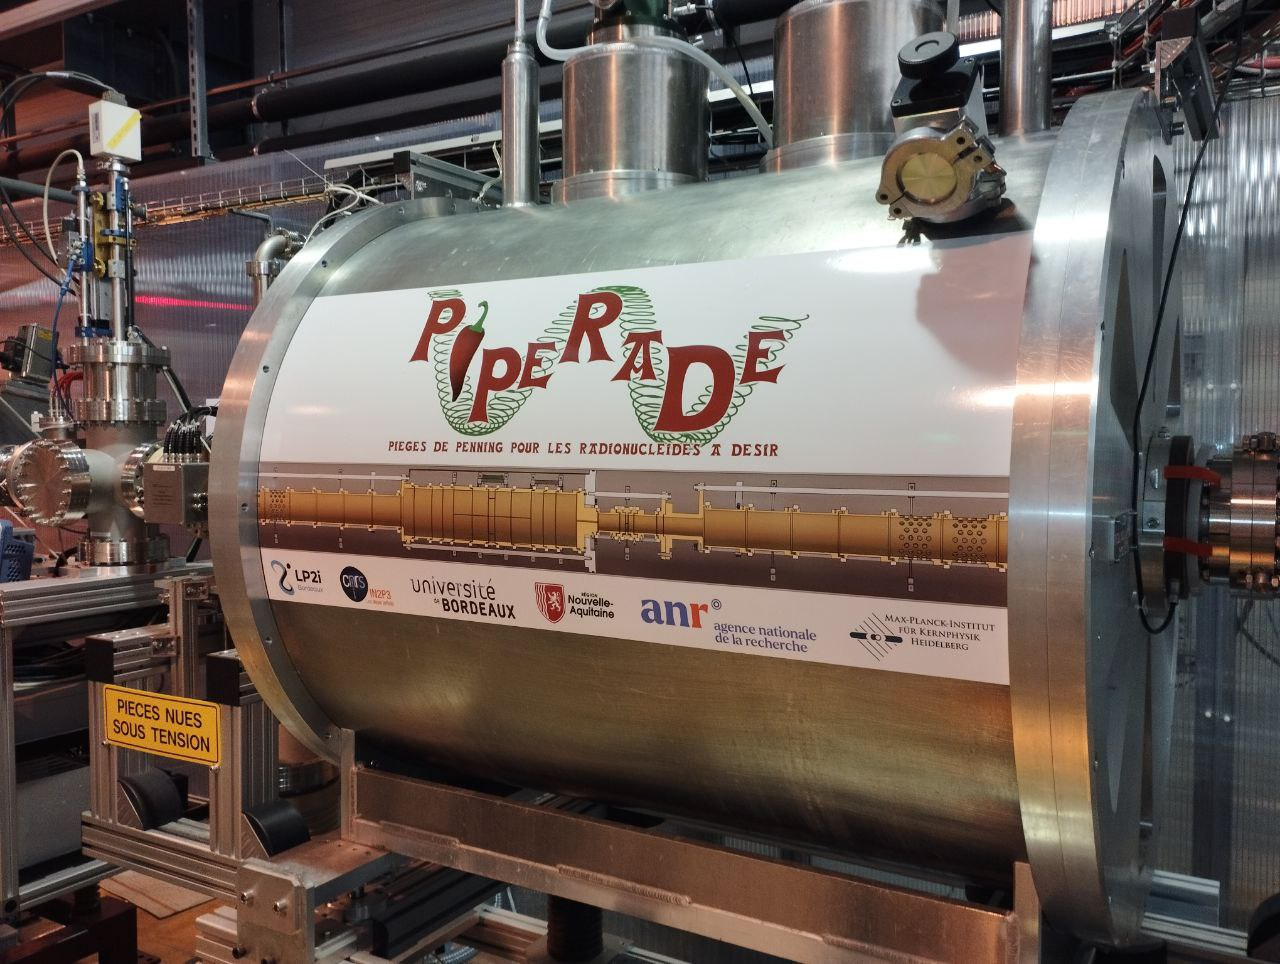 PIPERADE
PIEGES DE PENNING POUR LES RADIONUCLEIDES A DESIR
LP2i
Bordeaux
cnrs
IN2P3
université
de BORDEAUX
RÉGION
Nouvelle-
Aquitaine
anr
agence nationale
de la recherche
MAX-PLANCK-INSTITUT
FÜR KERNPHYSIK
HEIDELBERG
PIECES NUES
SOUS TENSION